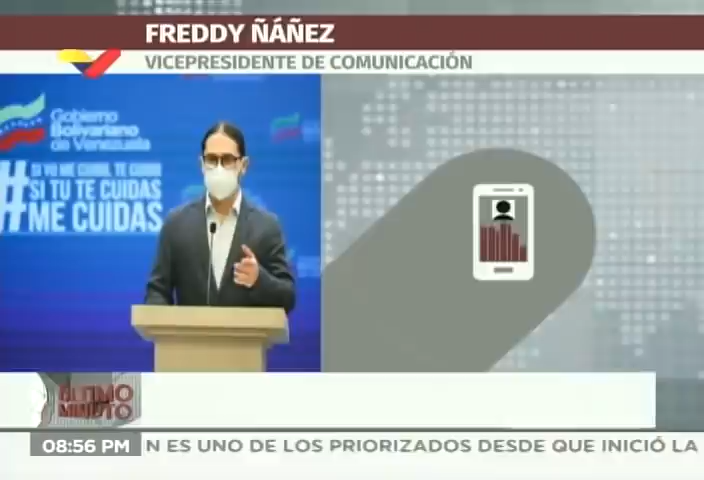 FREDDY ÑÁÑEZ
VICEPRESIDENTE DE COMUNICACIÓN
Gobierno
Bolivariano
de Venezuela
#SI YO ME CUIDO, TE CUIDO
SI TU TE CUIDAS
ME CUIDAS
ÚLTIMO
MINUTO
08:56 PM N ES UNO DE LOS PRIORIZADOS DESDE QUE INICIÓ LA